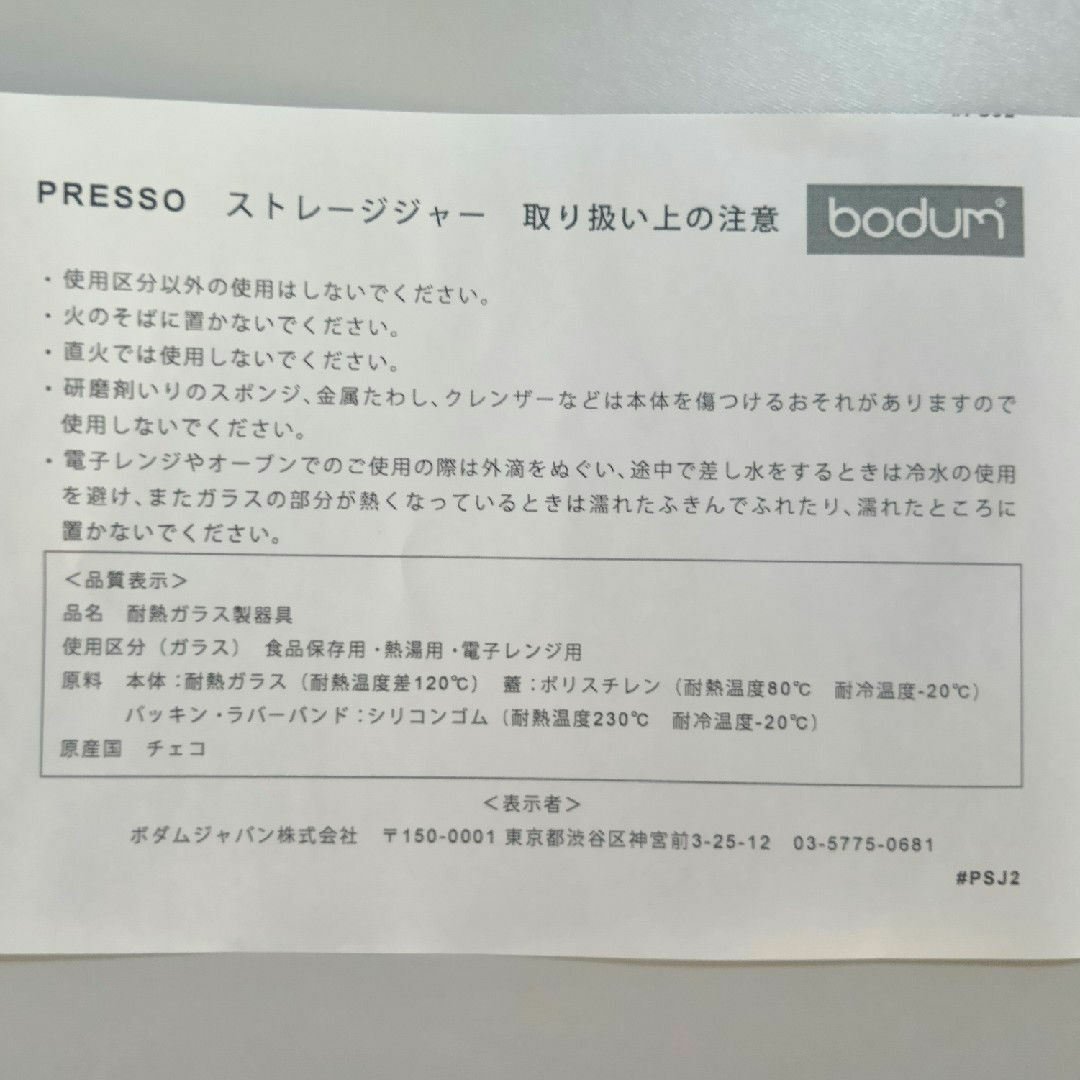 PRESSO ストレージジャー 取り扱い上の注意 bodum®
・使用区分以外の使用はしないでください。
・火のそばに置かないでください。
・直火では使用しないでください。
・研磨剤いりのスポンジ、金属たわし、クレンザーなどは本体を傷つけるおそれがありますので
使用しないでください。
・電子レンジやオーブンでのご使用の際は外滴をぬぐい、途中で差し水をするときは冷水の使用
を避け、またガラスの部分が熱くなっているときは濡れたふきんでふれたり、濡れたところに
置かないでください。
＜品質表示＞
品名 耐熱ガラス製器具
使用区分（ガラス） 食品保存用・熱湯用・電子レンジ用
原料 本体：耐熱ガラス（耐熱温度差120℃） 蓋：ポリスチレン（耐熱温度80℃ 耐冷温度-20℃）
パッキン・ラバーバンド：シリコンゴム（耐熱温度230℃ 耐冷温度-20℃）
原産国 チェコ
＜表示者＞
ボダムジャパン株式会社 〒150-0001 東京都渋谷区神宮前3-25-12 03-5775-0681
#PSJ2